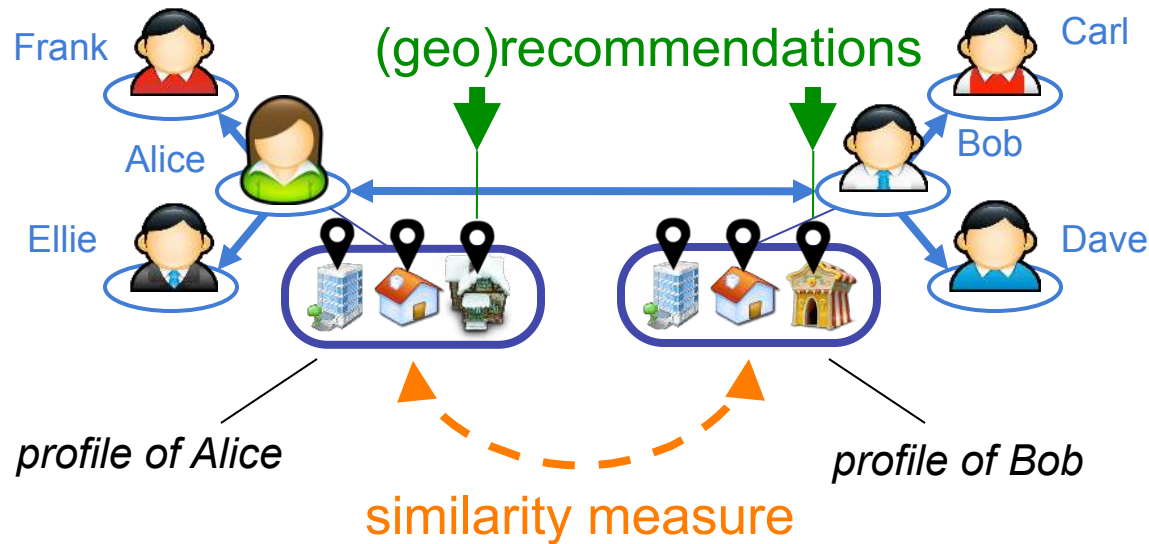 Frank
(geo)recommendations
Carl
Alice
Bob
Ellie
Dave
profile of Alice
profile of Bob
similarity measure